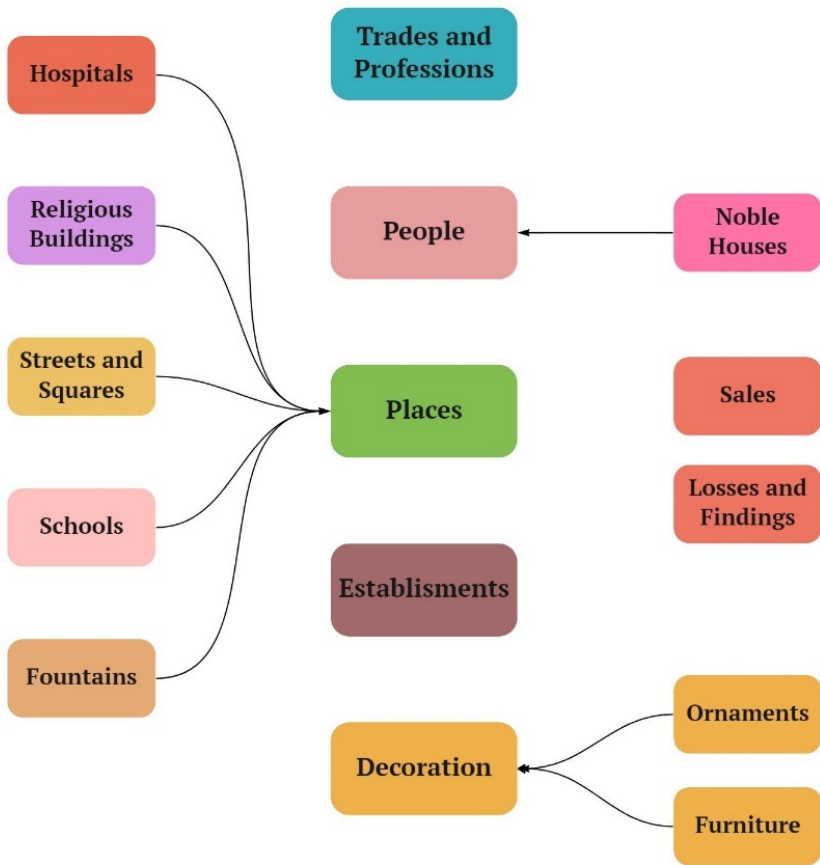 Hospitals
Religious
Buildings
Streets and
Squares
Schools
Fountains
Trades and
Professions
People
Places
Establisments
Decoration
Noble
Houses
Sales
Losses and
Findings
Ornaments
Furniture